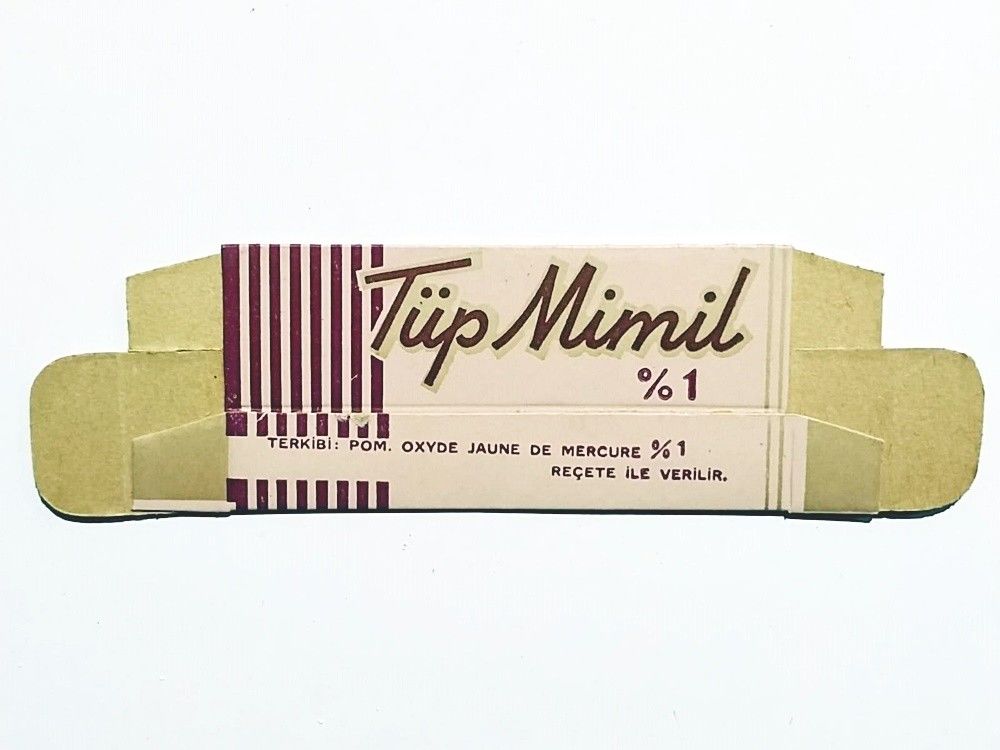 Tüp Mimil
%1
TERKİBİ: POM. OXYDE JAUNE DE MERCURE %1
REÇETE İLE VERİLİR.